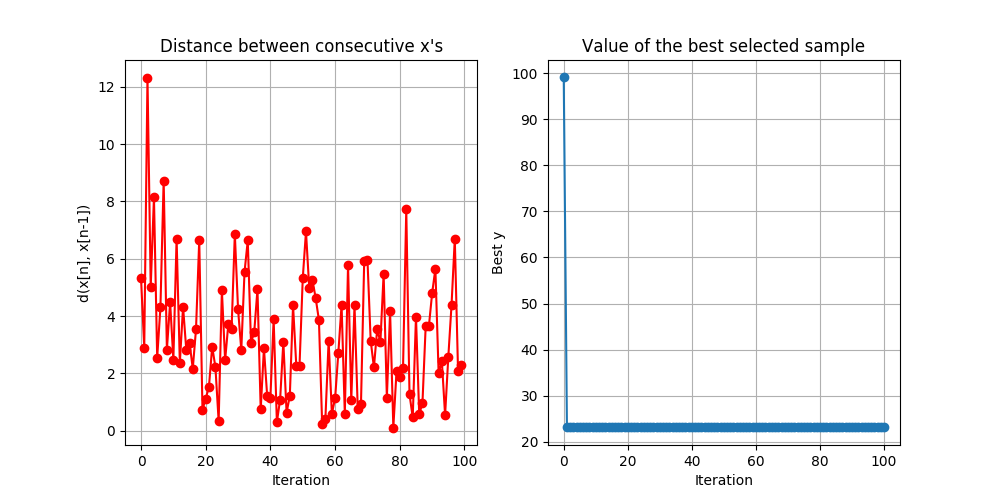 Distance between consecutive x's
d(x[n], x[n-1])
12
10
8
6
4
2
0
0 20 40 60 80 100
Iteration
Value of the best selected sample
Best y
100
90
80
70
60
50
40
30
20
0 20 40 60 80 100
Iteration